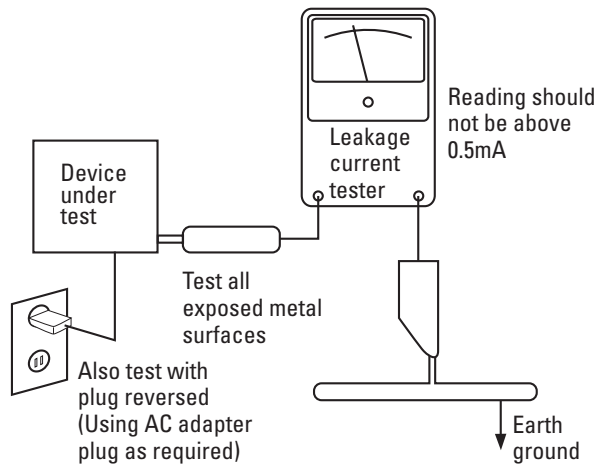 Reading should
not be above
0.5mA
Leakage
current
tester
Device
under
test
Test all
exposed metal
surfaces
Also test with
plug reversed
(Using AC adapter
plug as required)
Earth
ground